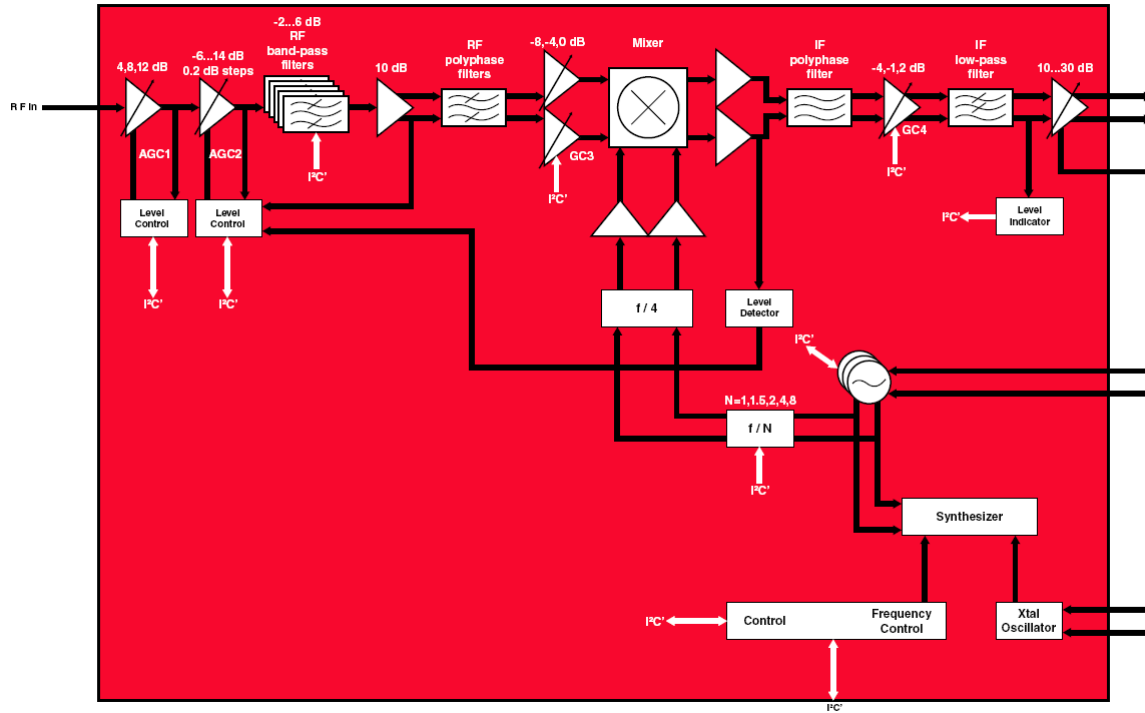 -2...6 dB
RF
band-pass
filters
-6...14 dB
0.2 dB steps
4,8,12 dB
10 dB
RF
polyphase
filters
-8,-4,0 dB
Mixer
IF
polyphase
filter
-4,-1,2 dB
IF
low-pass
filter
10...30 dB
R F In
AGC1
AGC2
GC3
GC4
I²C'
I²C'
I²C'
Level
Control
Level
Control
I²C'
Level
Indicator
I²C'
I²C'
f / 4
Level
Detector
I²C'
N=1,1.5,2,4,8
f / N
I²C'
Synthesizer
I²C'
Control
Frequency
Control
Xtal
Oscillator
I²C'